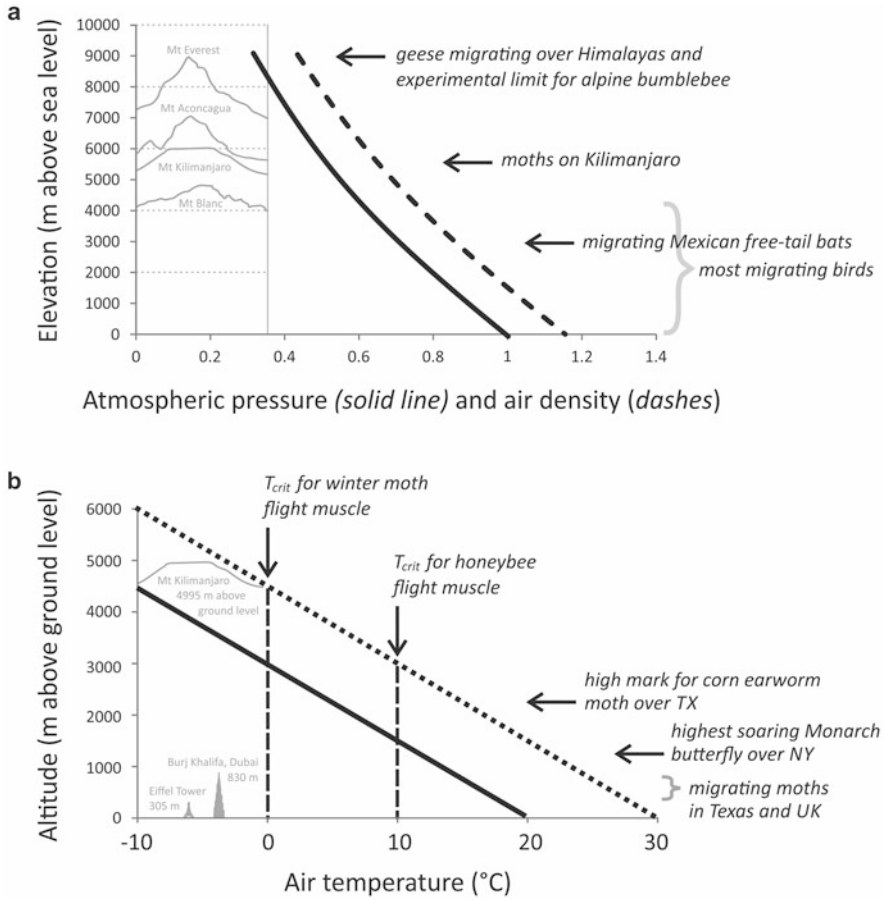 a
Elevation (m above sea level)
10000
9000
8000
7000
6000
5000
4000
3000
2000
1000
0
Mt Everest
Mt Aconcagua
Mt Kilimanjaro
Mt Blanc
geese migrating over Himalayas and
experimental limit for alpine bumblebee
moths on Kilimanjaro
migrating Mexican free-tail bats
most migrating birds
0 0.2 0.4 0.6 0.8 1 1.2 1.4
Atmospheric pressure (solid line) and air density (dashes)
b
Altitude (m above ground level)
6000
5000
4000
3000
2000
1000
0
Tcrit for winter moth
flight muscle
Tcrit for honeybee
flight muscle
Mt Kilimanjaro
4995 m above
ground level
high mark for corn earworm
moth over TX
highest soaring Monarch
butterfly over NY
migrating moths
in Texas and UK
Burj Khalifa, Dubai
830 m
Eiffel Tower
305 m
-10 0 10 20 30
Air temperature (°C)